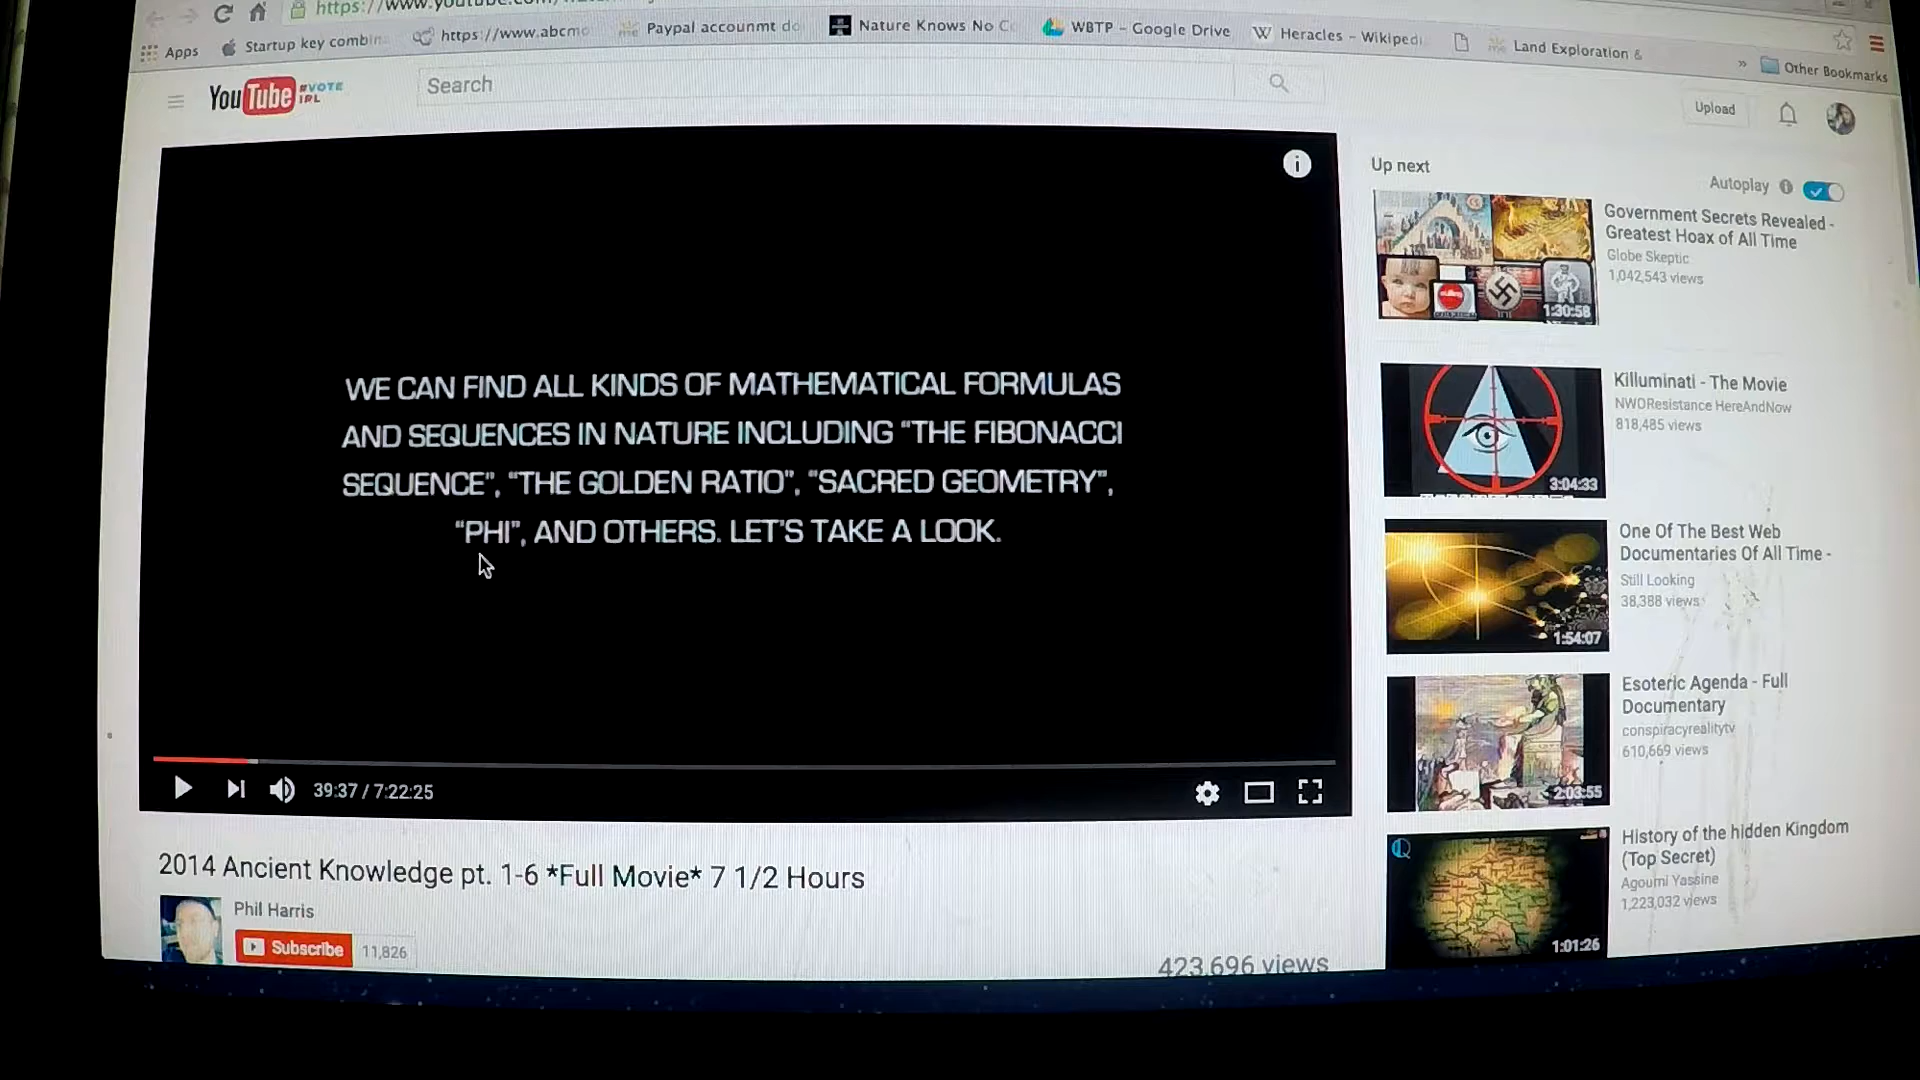 https://www.youtube.com/
Apps
Startup key combin
https://www.abcmo
Paypal accounmt do
Nature Knows No C
WBTP - Google Drive
Heracles - Wikipedi
Land Exploration &
»
Other Bookmarks
YouTube
#VOTE
IRL
Search
Upload
WE CAN FIND ALL KINDS OF MATHEMATICAL FORMULAS
AND SEQUENCES IN NATURE INCLUDING “THE FIBONACCI
SEQUENCE”, “THE GOLDEN RATIO”, “SACRED GEOMETRY”,
“PHI”, AND OTHERS. LET'S TAKE A LOOK.
39:37 / 7:22:25
2014 Ancient Knowledge pt. 1-6 *Full Movie* 7 1/2 Hours
Phil Harris
Subscribe 11,826
423,696 views
Up next
Autoplay
Government Secrets Revealed -
Greatest Hoax of All Time
Globe Skeptic
1,042,543 views
1:30:58
Killuminati - The Movie
NWOResistance HereAndNow
818,485 views
3:04:33
One Of The Best Web
Documentaries Of All Time -
Still Looking
38,388 views
1:54:07
Esoteric Agenda - Full
Documentary
conspiracyrealitytv
610,669 views
2:03:55
History of the hidden Kingdom
(Top Secret)
Agoumi Yassine
1,223,032 views
1:01:26